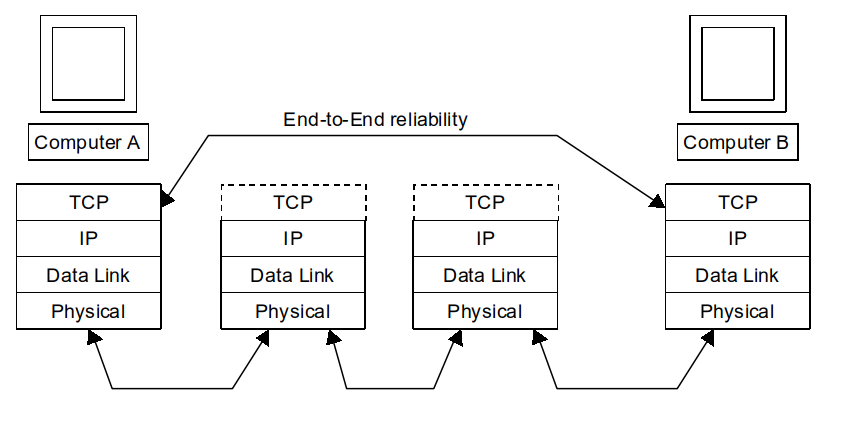 End-to-End reliability
Computer A
Computer B
TCP
TCP
TCP
TCP
IP
IP
IP
IP
Data Link
Data Link
Data Link
Data Link
Physical
Physical
Physical
Physical